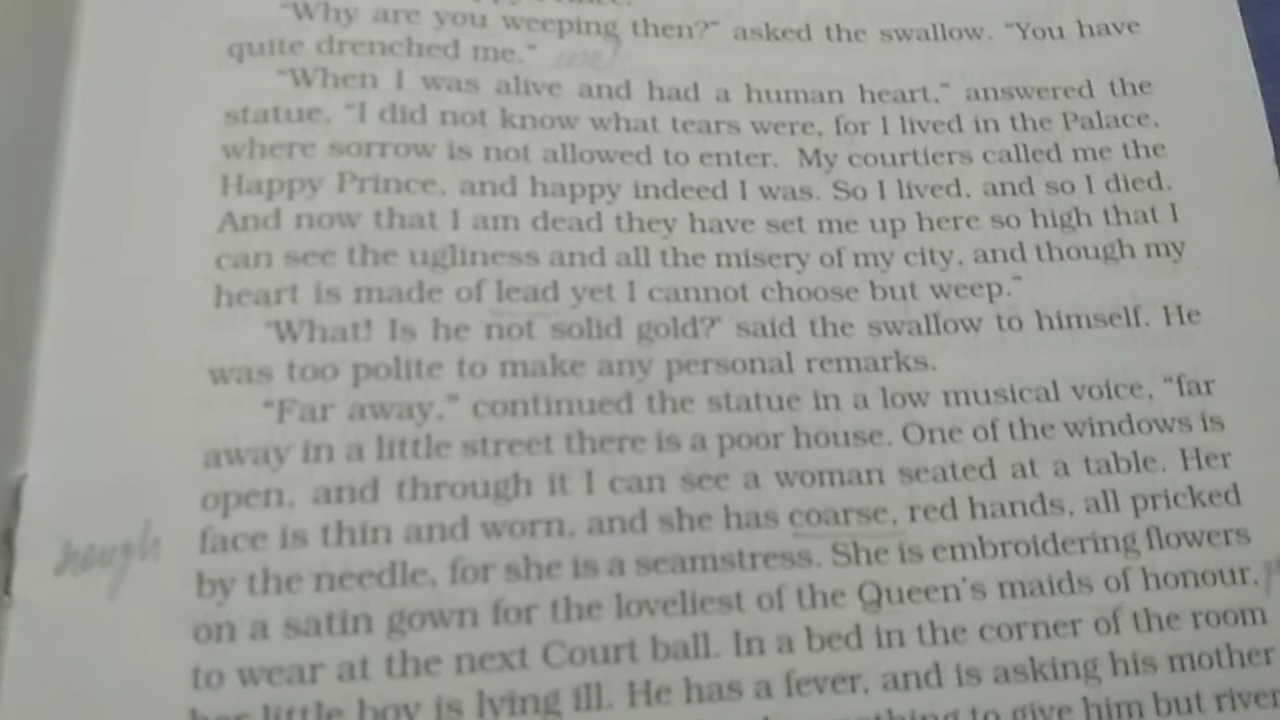 "Why are you weeping then?" asked the swallow. "You have
quite drenched me."
"When I was alive and had a human heart," answered the
statue, "I did not know what tears were, for I lived in the Palace,
where sorrow is not allowed to enter. My courtiers called me the
Happy Prince, and happy indeed I was. So I lived, and so I died.
And now that I am dead they have set me up here so high that I
can see the ugliness and all the misery of my city, and though my
heart is made of lead yet I cannot choose but weep."
"What! Is he not solid gold?" said the swallow to himself. He
was too polite to make any personal remarks.
"Far away," continued the statue in a low musical voice, "far
away in a little street there is a poor house. One of the windows is
open, and through it I can see a woman seated at a table. Her
face is thin and worn, and she has coarse, red hands, all pricked
rough
by the needle, for she is a seamstress. She is embroidering flowers
on a satin gown for the loveliest of the Queen's maids of honour,
to wear at the next Court ball. In a bed in the corner of the room
her little boy is lying ill. He has a fever, and is asking his mother
to give him but river